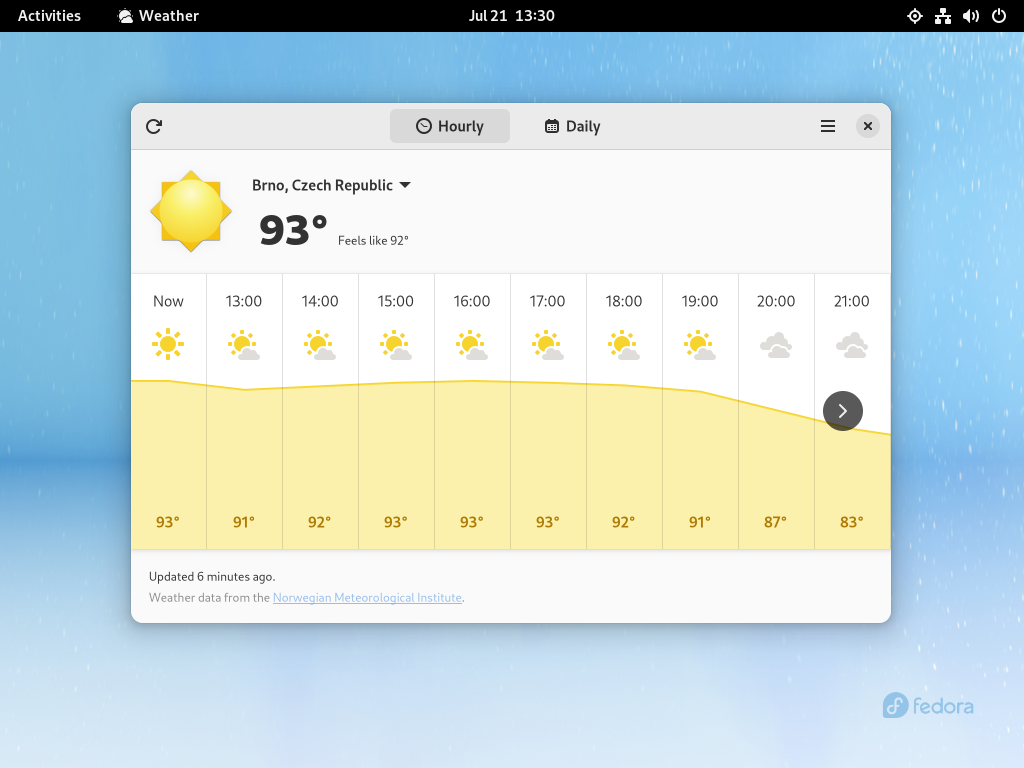 Activities Weather Jul 21 13:30
Hourly Daily
Brno, Czech Republic
93°
Feels like 92°
Now 13:00 14:00 15:00 16:00 17:00 18:00 19:00 20:00 21:00
93° 91° 92° 93° 93° 93° 92° 91° 87° 83°
Updated 6 minutes ago.
Weather data from the Norwegian Meteorological Institute.
fedora